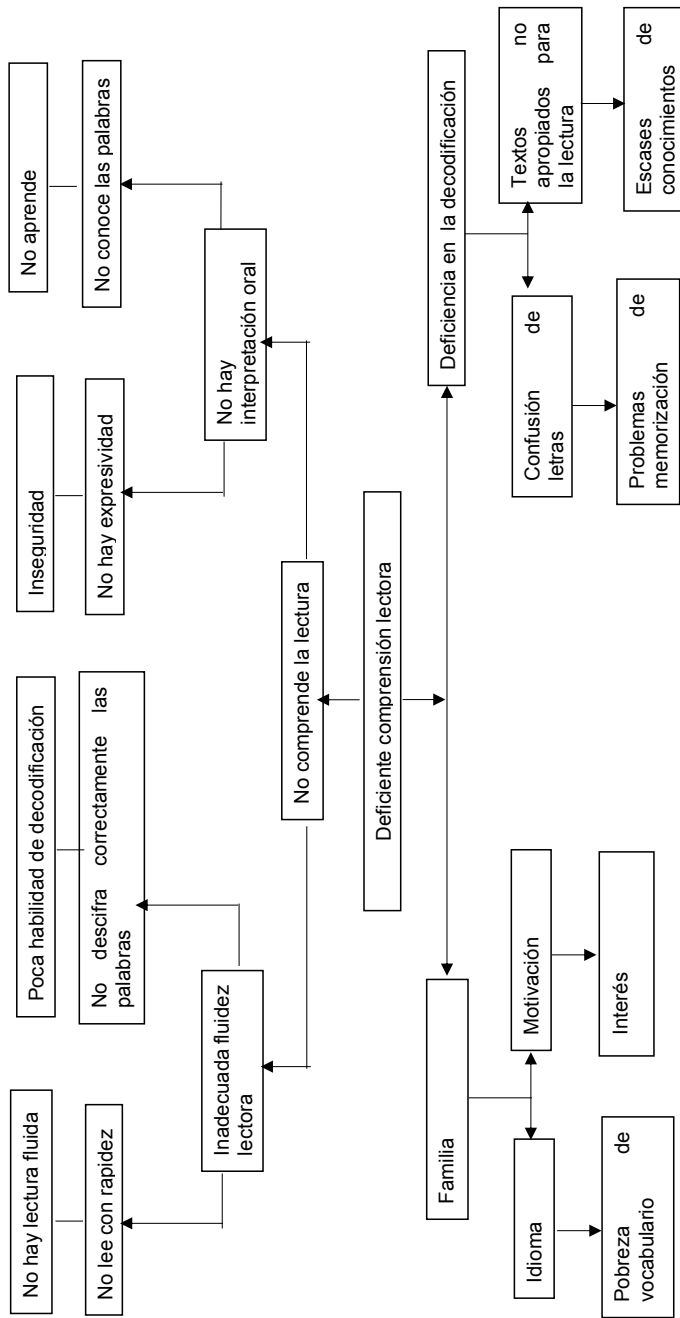 No hay lectura fluida
Poca habilidad de decodificación
Inseguridad
No aprende
No lee con rapidez
No descifra correctamente las
palabras
No hay expresividad
No conoce las palabras
Inadecuada fluidez
lectora
No hay
interpretación oral
No comprende la lectura
Deficiente comprensión lectora
Familia
Deficiencia en la decodificación
Idioma
Motivación
Confusión de
letras
Textos no
apropiados para
la lectura
Pobreza de
vocabulario
Interés
Problemas de
memorización
Escases de
conocimientos